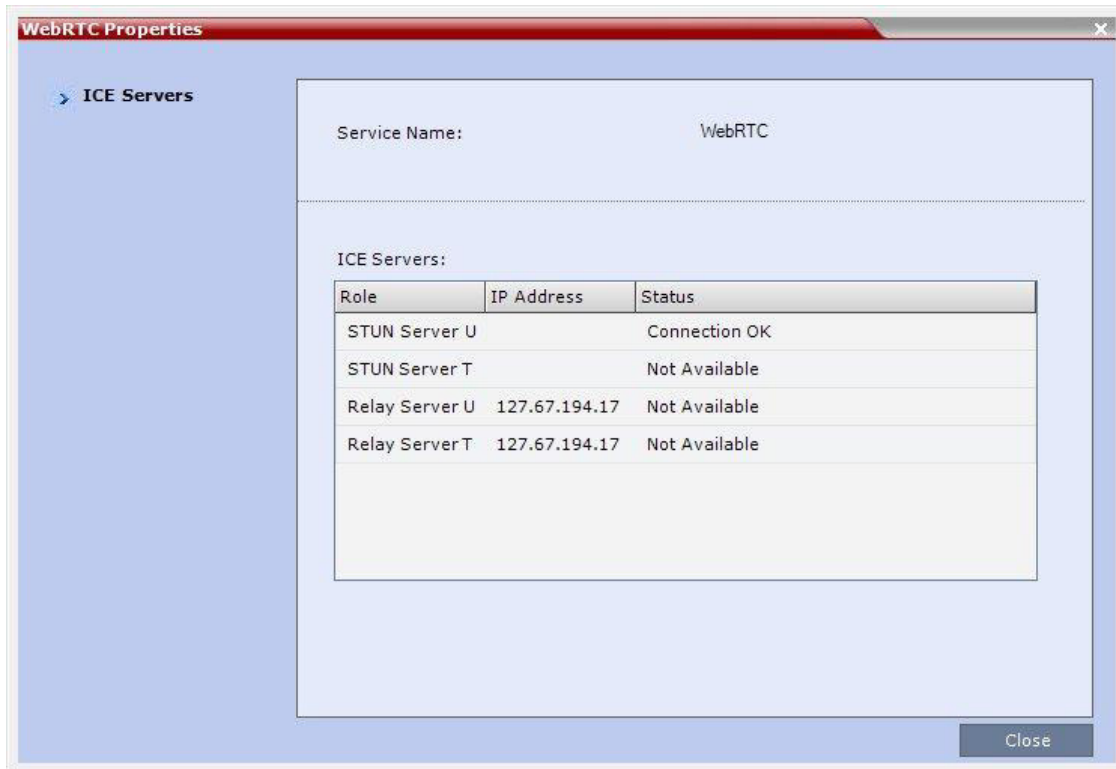 WebRTC Properties
ICE Servers
Service Name: WebRTC
ICE Servers:
Role IP Address Status
STUN Server U Connection OK
STUN Server T Not Available
Relay Server U 127.67.194.17 Not Available
Relay Server T 127.67.194.17 Not Available
Close